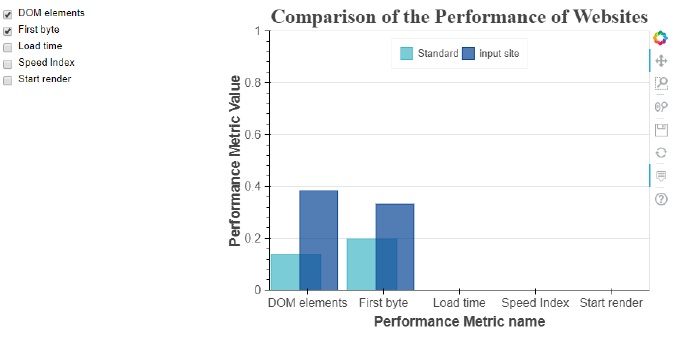 DOM elements
First byte
Load time
Speed Index
Start render
Comparison of the Performance of Websites
Standard input site
Performance Metric Value
1
0.8
0.6
0.4
0.2
0
DOM elements First byte Load time Speed Index Start render
Performance Metric name